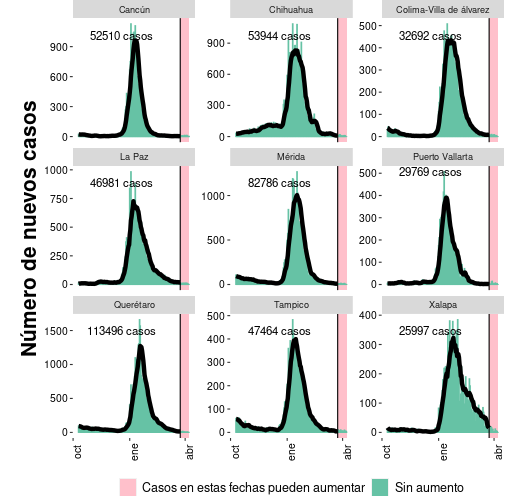 Número de nuevos casos
Cancún
Chihuahua
Colima-Villa de álvarez
52510 casos
53944 casos
32692 casos
900
600
300
0
900
600
300
0
500
400
300
200
100
0
La Paz
Mérida
Puerto Vallarta
46981 casos
82786 casos
29769 casos
1000
750
500
250
0
1000
500
0
500
400
300
200
100
0
Querétaro
Tampico
Xalapa
113496 casos
47464 casos
25997 casos
1500
1000
500
0
500
400
300
200
100
0
400
300
200
100
0
oct ene abr
oct ene abr
oct ene abr
Casos en estas fechas pueden aumentar Sin aumento